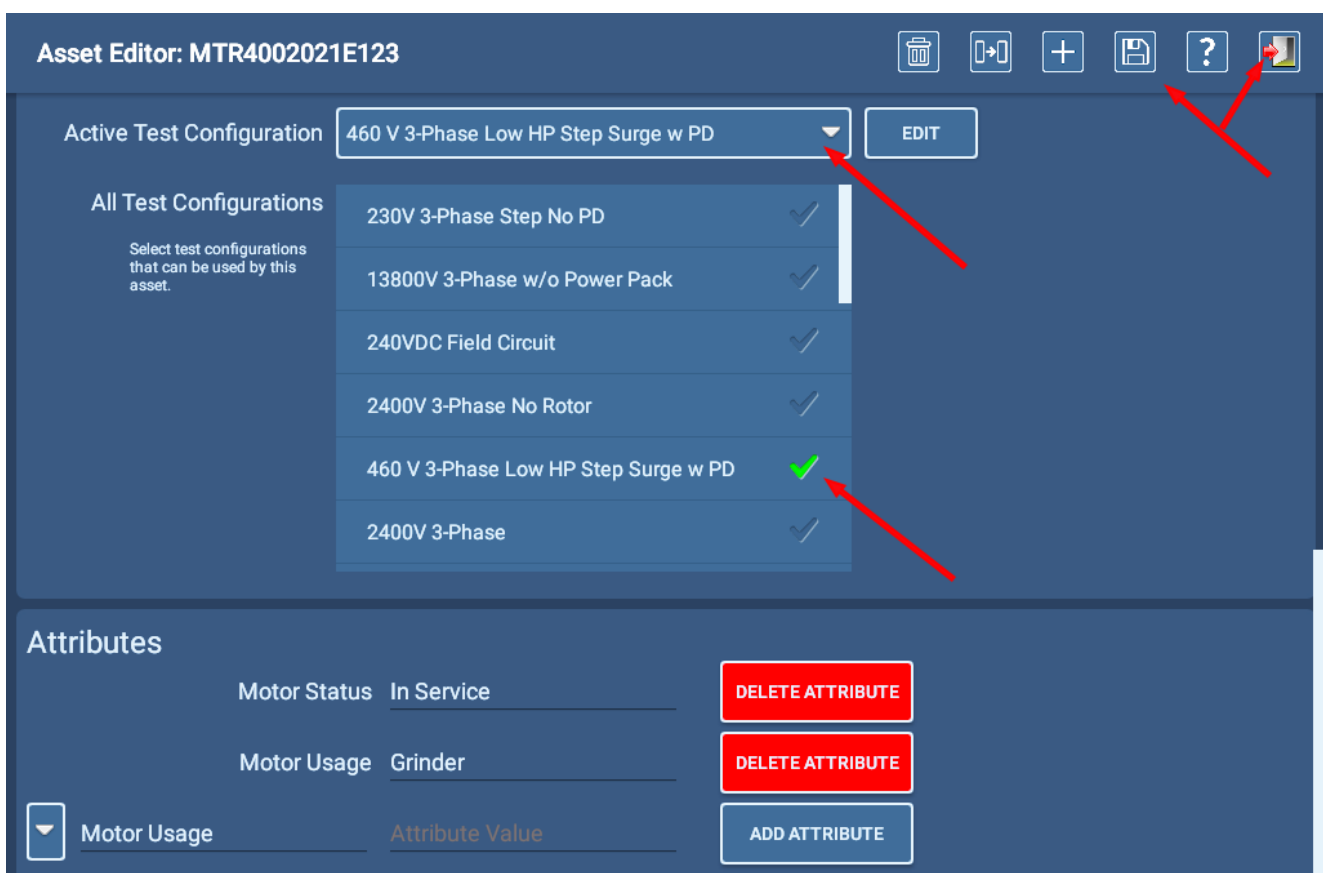 Asset Editor: MTR4002021E123
?
Active Test Configuration 460 V 3-Phase Low HP Step Surge w PD EDIT
All Test Configurations
Select test configurations
that can be used by this
asset.
230V 3-Phase Step No PD
13800V 3-Phase w/o Power Pack
240VDC Field Circuit
2400V 3-Phase No Rotor
460 V 3-Phase Low HP Step Surge w PD
2400V 3-Phase
Attributes
Motor Status In Service DELETE ATTRIBUTE
Motor Usage Grinder DELETE ATTRIBUTE
Motor Usage Attribute Value ADD ATTRIBUTE